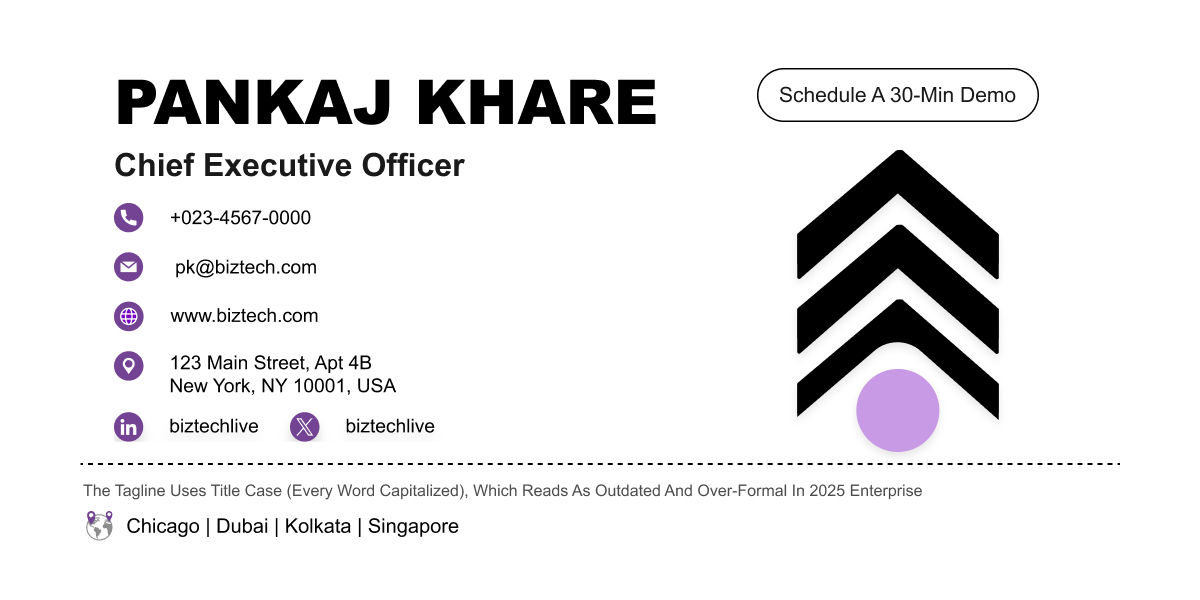 PANKAJ KHARE
Schedule A 30-Min Demo
Chief Executive Officer
+023-4567-0000
pk@biztech.com
www.biztech.com
123 Main Street, Apt 4B
New York, NY 10001, USA
in biztechlive X biztechlive
The Tagline Uses Title Case (Every Word Capitalized), Which Reads As Outdated And Over-Formal In 2025 Enterprise
Chicago | Dubai | Kolkata | Singapore